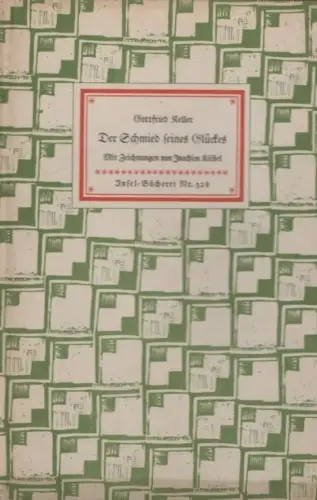 Gottfried Keller
Der Schmied seines Glückes
Mit Zeichnungen von Joachim Kölbel
Insel-Bücherei Nr. 328